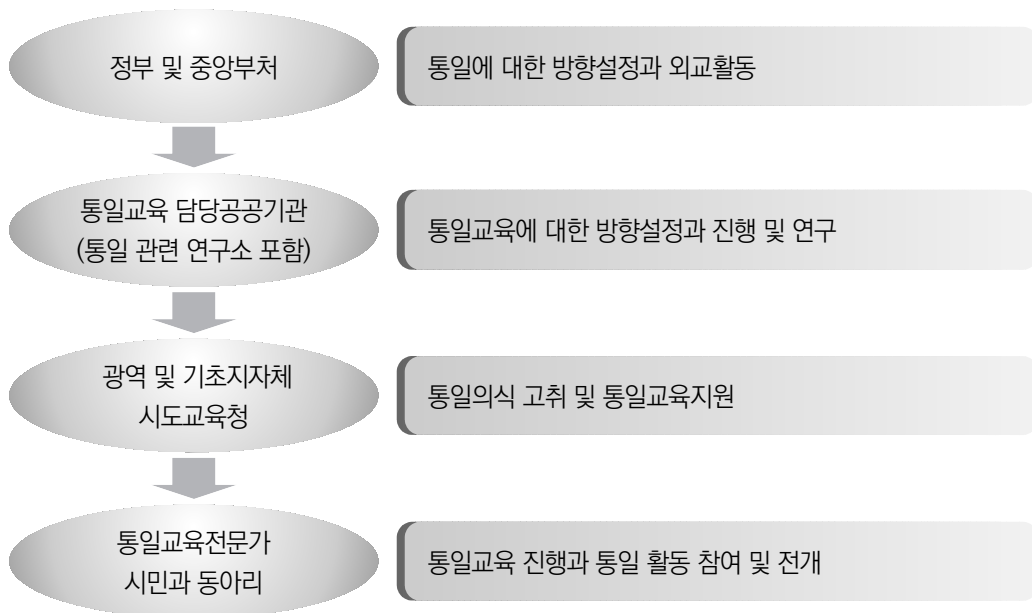 정부 및 중앙부처
통일에 대한 방향설정과 외교활동
통일교육 담당공공기관
(통일 관련 연구소 포함)
통일교육에 대한 방향설정과 진행 및 연구
광역 및 기초지자체
시도교육청
통일의식 고취 및 통일교육지원
통일교육전문가
시민과 동아리
통일교육 진행과 통일 활동 참여 및 전개